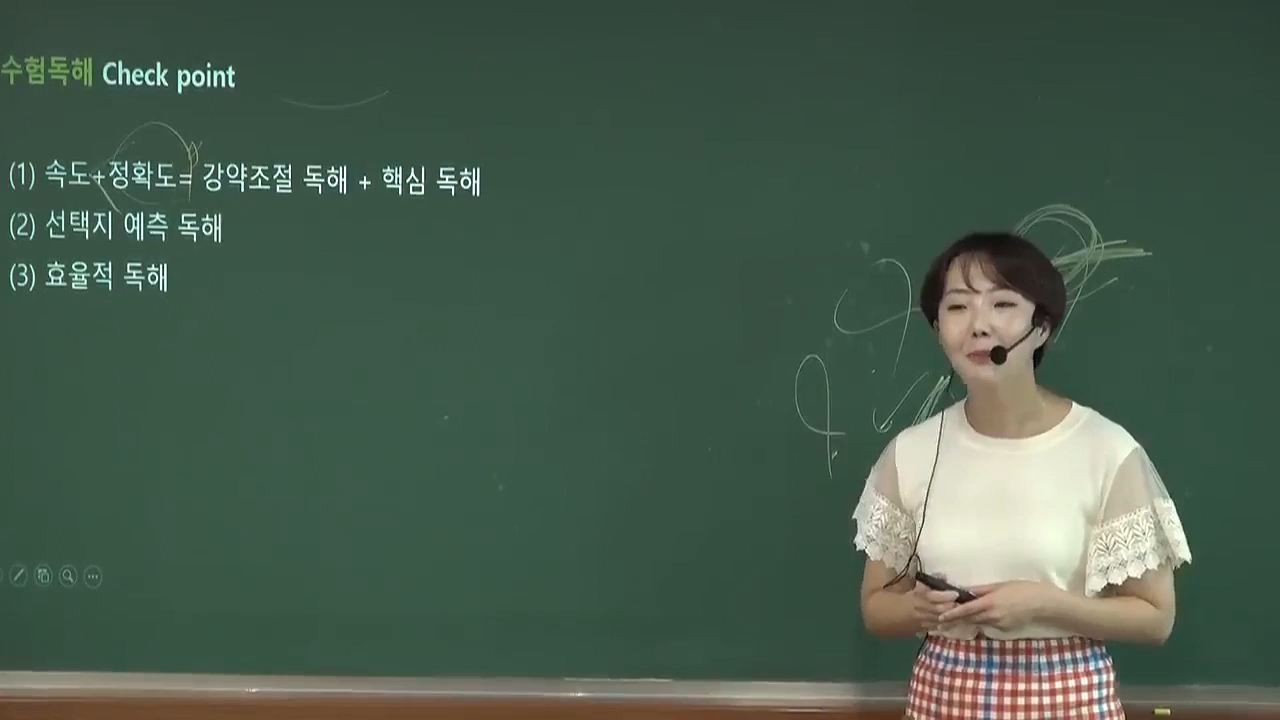 수험독해 Check point
(1) 속도+정확도= 강약조절 독해 + 핵심 독해
(2) 선택지 예측 독해
(3) 효율적 독해